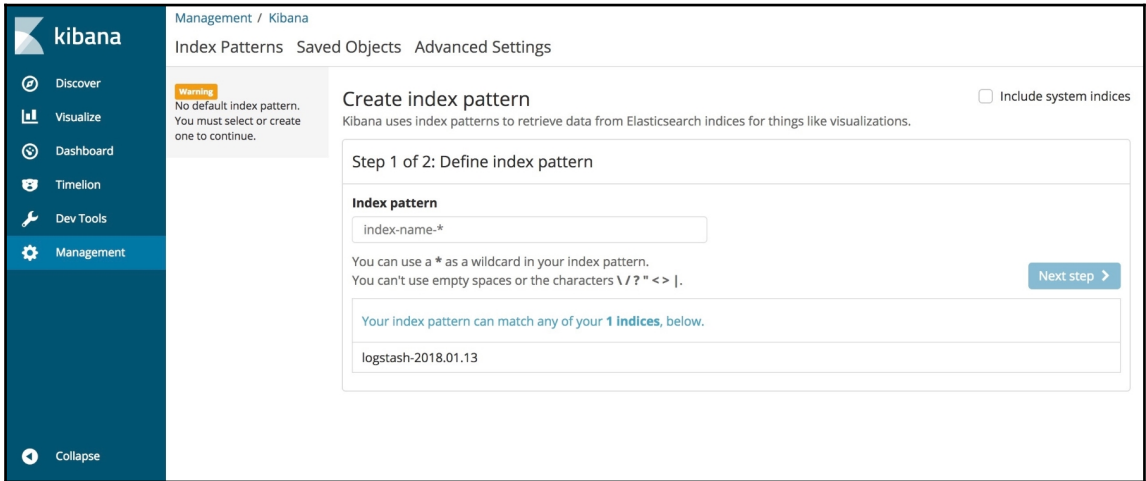 kibana
Discover
Visualize
Dashboard
Timelion
Dev Tools
Management
Collapse
Management / Kibana
Index Patterns Saved Objects Advanced Settings
Warning
No default index pattern.
You must select or create
one to continue.
Create index pattern
Include system indices
Kibana uses index patterns to retrieve data from Elasticsearch indices for things like visualizations.
Step 1 of 2: Define index pattern
Index pattern
index-name-*
You can use a * as a wildcard in your index pattern.
You can't use empty spaces or the characters \ / ? " < > |.
Next step
Your index pattern can match any of your 1 indices, below.
logstash-2018.01.13